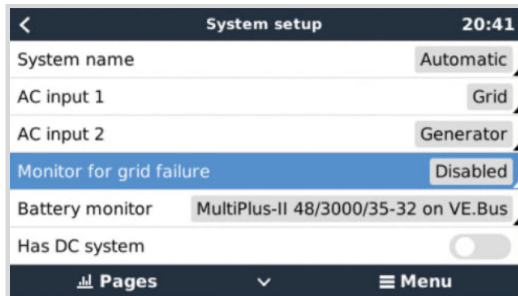 System setup 20:41
System name Automatic
AC input 1 Grid
AC input 2 Generator
Monitor for grid failure Disabled
Battery monitor MultiPlus-II 48/3000/35-32 on VE.Bus
Has DC system
Pages Menu